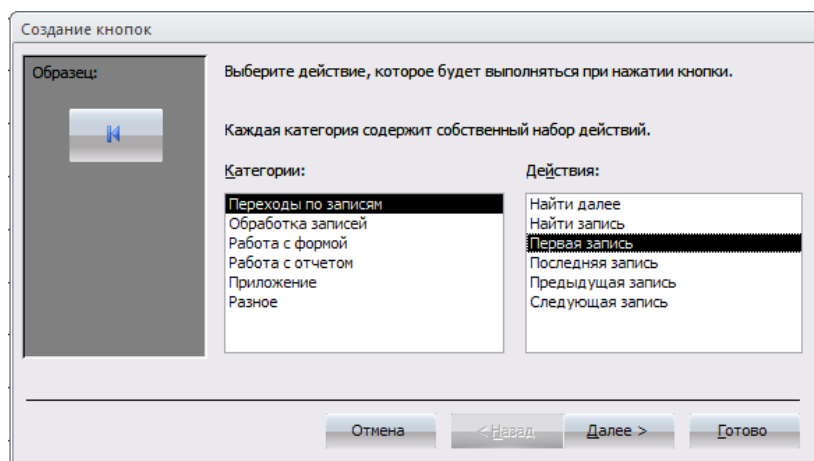 Создание кнопок
Образец:
Выберите действие, которое будет выполняться при нажатии кнопки.
Каждая категория содержит собственный набор действий.
Категории:
Действия:
Переходы по записям
Обработка записей
Работа с формой
Работа с отчетом
Приложение
Разное
Найти далее
Найти запись
Первая запись
Последняя запись
Предыдущая запись
Следующая запись
Отмена
< Назад
Далее >
Готово